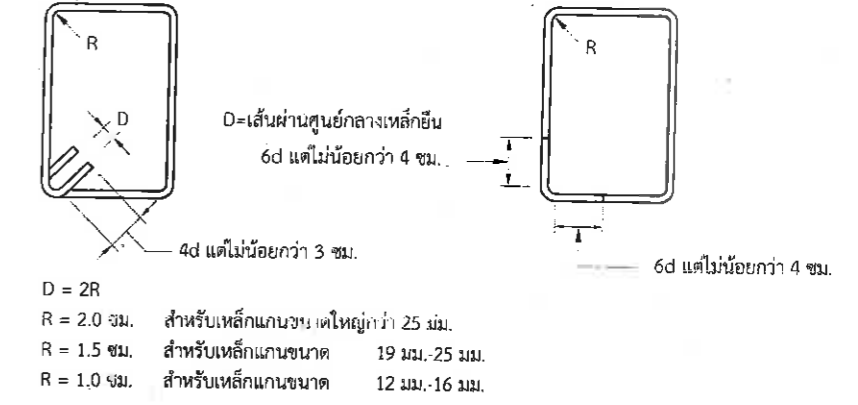 R
R
D
D=เส้นผ่านศูนย์กลางเหล็กยืน
6d แต่ไม่น้อยกว่า 4 ซม.
4d แต่ไม่น้อยกว่า 3 ซม.
6d แต่ไม่น้อยกว่า 4 ซม.
D = 2R
R = 2.0 ซม. สำหรับเหล็กแกนขนาดใหญ่กว่า 25 มม.
R = 1.5 ซม. สำหรับเหล็กแกนขนาด 19 มม.-25 มม.
R = 1.0 ซม. สำหรับเหล็กแกนขนาด 12 มม.-16 มม.